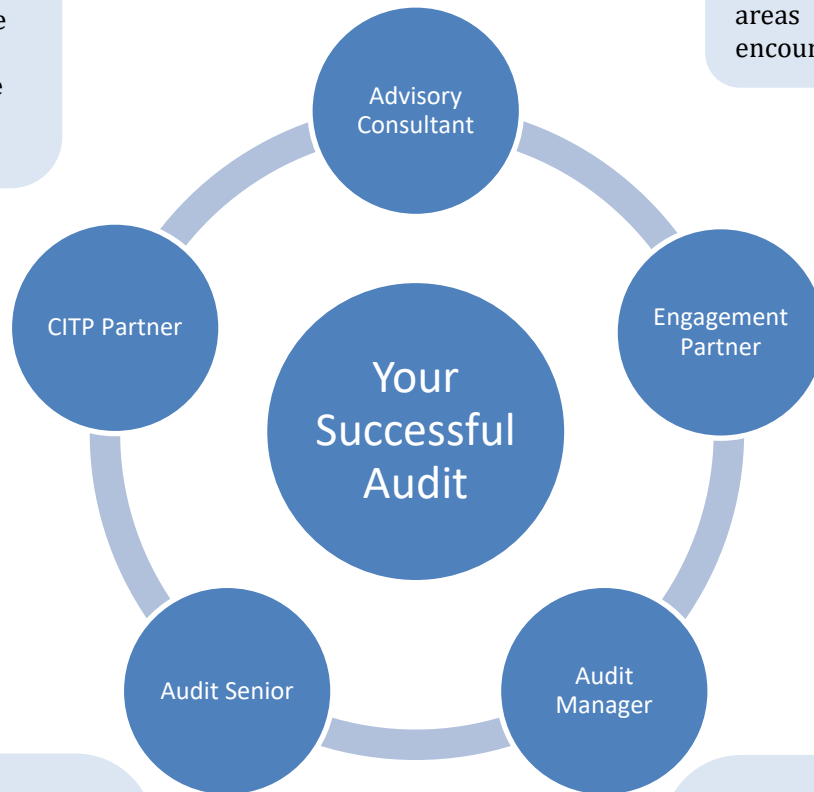 areas
Advisory
Consultant
CITP Partner
Engagement
Partner
Your
Successful
Audit
Audit Senior
Audit
Manager